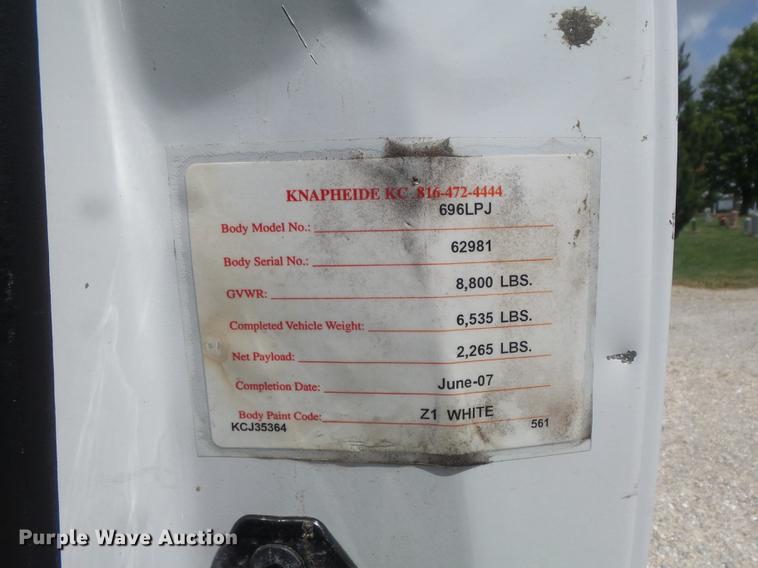 KNAPHEIDE KC 816-472-4444
Body Model No.: 696LPJ
Body Serial No.: 62981
GVWR: 8,800 LBS.
Completed Vehicle Weight: 6,535 LBS.
Net Payload: 2,265 LBS.
Completion Date: June-07
Body Paint Code: Z1 WHITE
KCJ35364 561
Purple Wave Auction